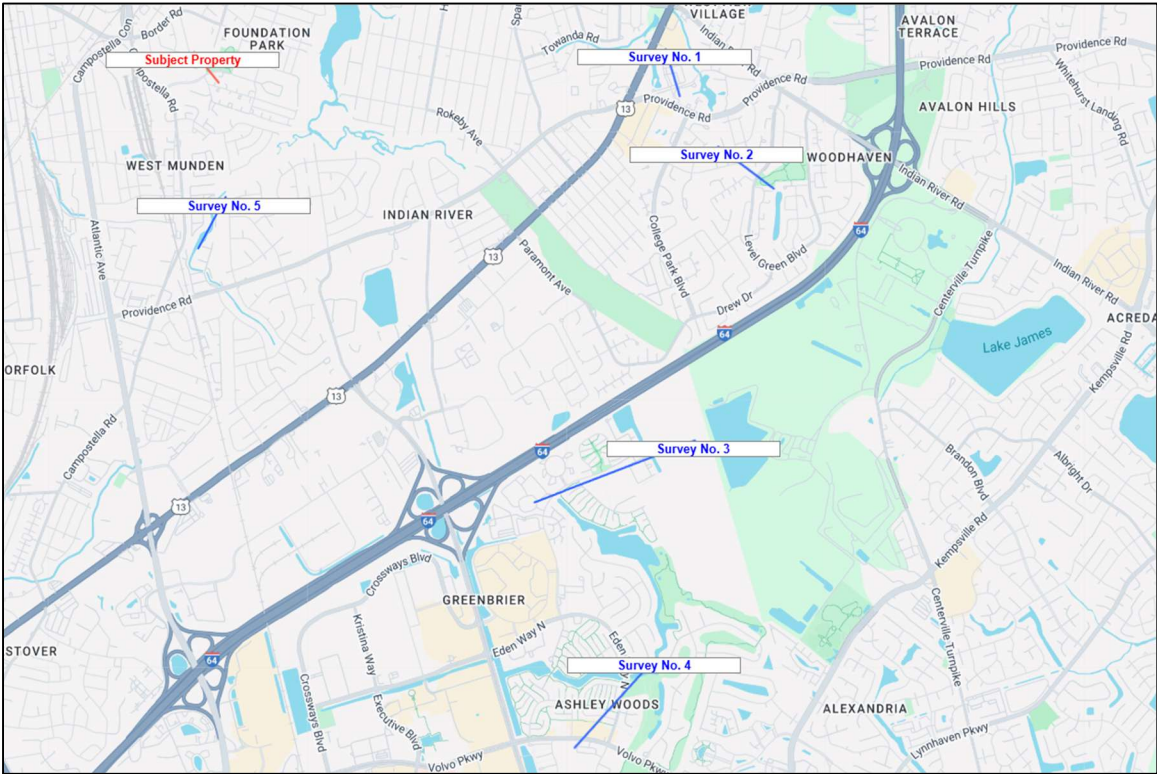 WESTVIEW
VILLAGE
AVALON
TERRACE
Border Rd
Campostella Con
FOUNDATION
PARK
Towanda Rd
Indian Riv
Providence Rd
Subject Property
Survey No. 1
Providence Rd
Campostella Rd
Providence Rd
Providence Rd
13
AVALON HILLS
Whitehurst Landing Rd
Rokeby Ave
WEST MUNDEN
Survey No. 2
WOODHAVEN
Indian River Rd
Survey No. 5
INDIAN RIVER
Atlantic Ave
College Park Blvd
Level Green Blvd
64
13
Paramont Ave
Centerville Turnpike
Indian River Rd
Providence Rd
Drew Dr
64
ACREDA
Lake James
Kempsville Rd
ORFOLK
13
Campostella Rd
64
Survey No. 3
Brandon Blvd
Albright Dr
13
64
Kempsville Rd
Crossways Blvd
GREENBRIER
Kristina Way
Eden Way N
Eden Way N
Centerville Turnpike
STOVER
64
Survey No. 4
Crossways Blvd
Executive Blvd
ASHLEY WOODS
ALEXANDRIA
Lynnhaven Pkwy
Volvo Pkwy
Volvo Pkwy